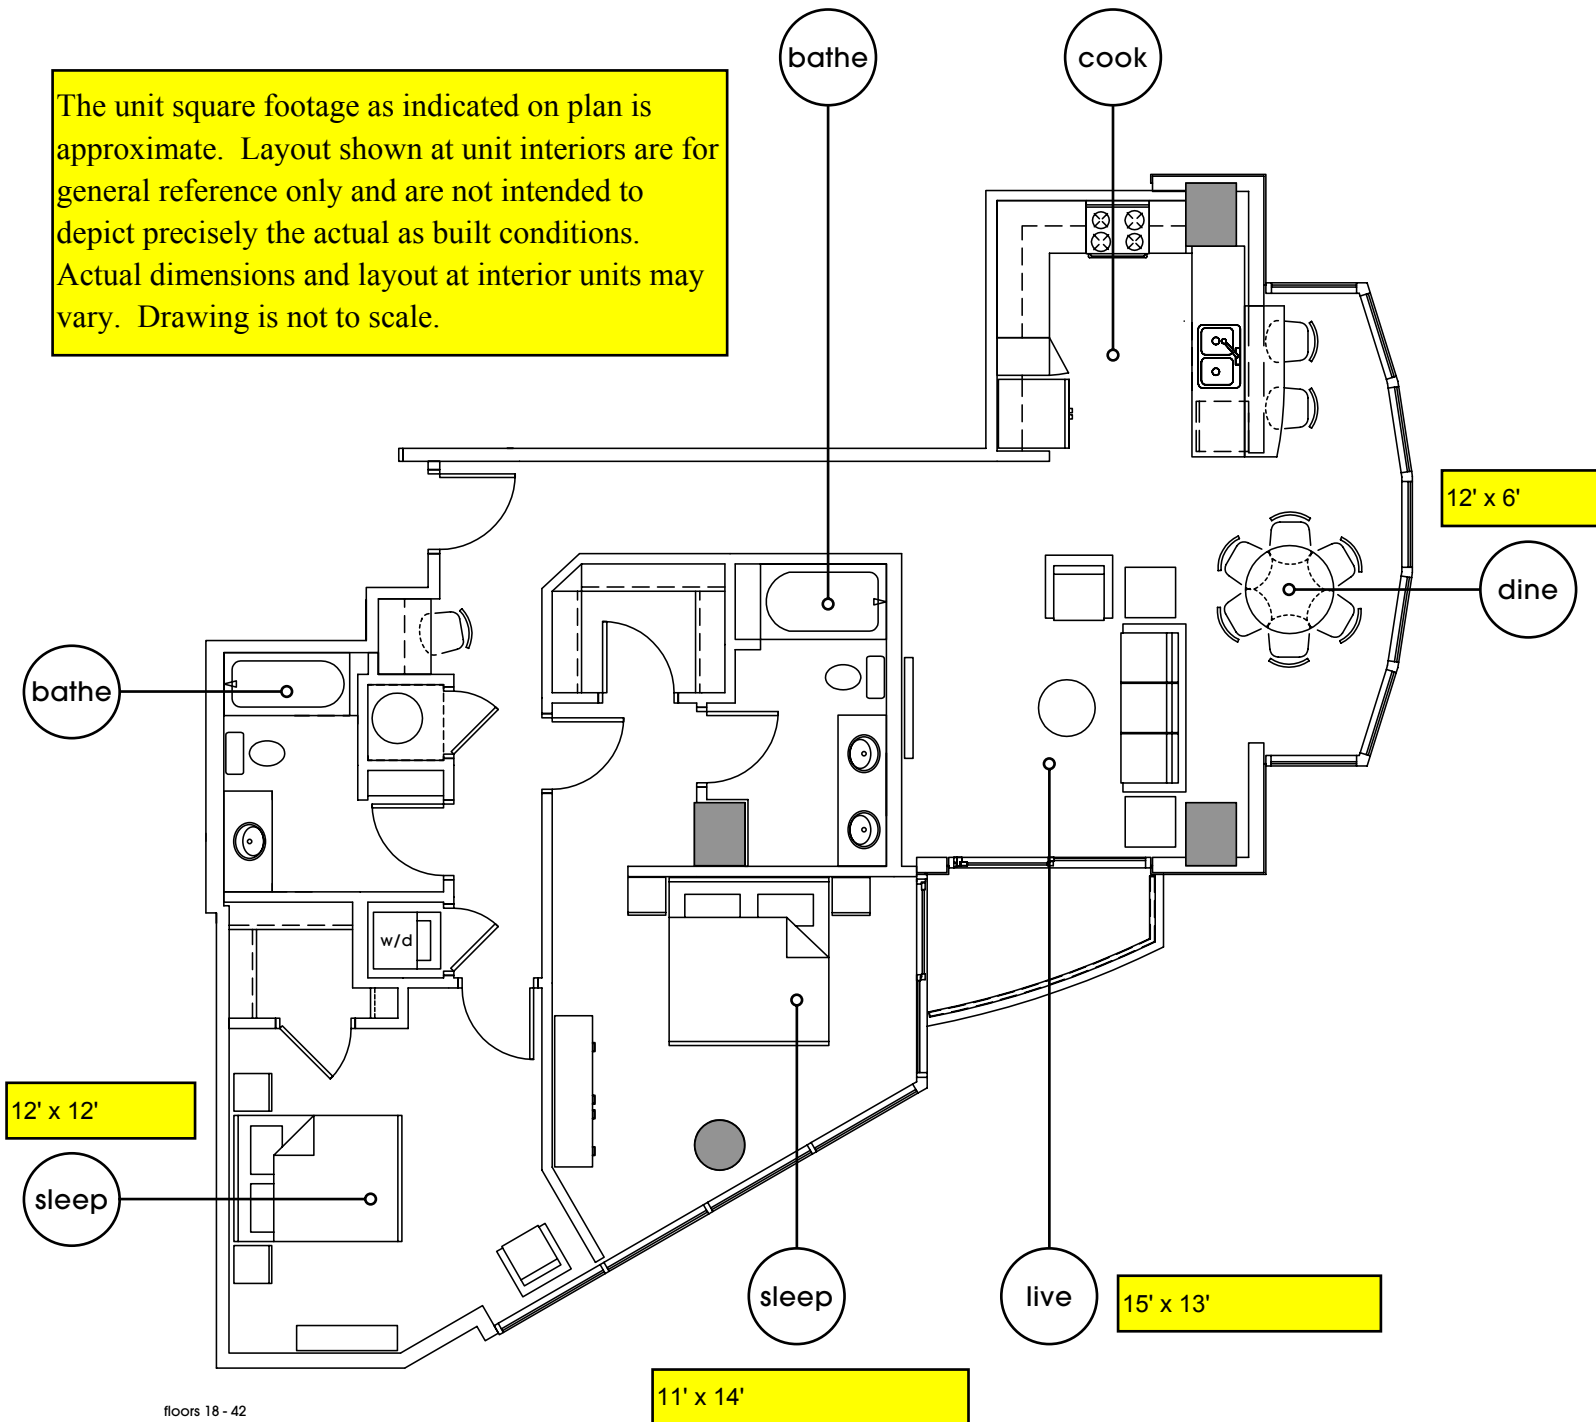 bathe
cook
The unit square footage as indicated on plan is
approximate.  Layout shown at unit interiors are for
general reference only and are not intended to
depict precisely the actual as built conditions.
Actual dimensions and layout at interior units may
vary.  Drawing is not to scale.
12' x 6'
dine
bathe
w/d
12' x 12'
sleep
sleep
live
15' x 13'
11' x 14'
floors 18 - 42